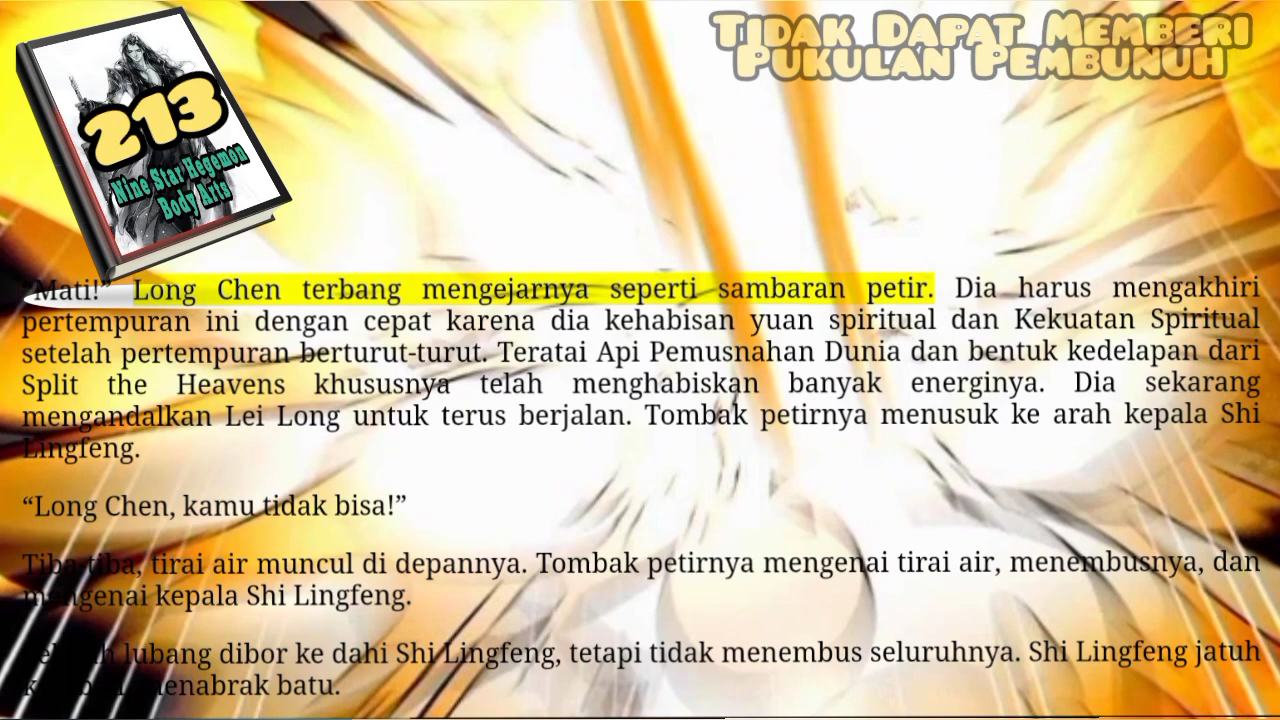 Tidak Dapat Memberi
Pukulan Pembunuh
213
Nine Star Hegemon
Body Arts
“Mati!” Long Chen terbang mengejarnya seperti sambaran petir. Dia harus mengakhiri
pertempuran ini dengan cepat karena dia kehabisan yuan spiritual dan Kekuatan Spiritual
setelah pertempuran berturut-turut. Teratai Api Pemusnahan Dunia dan bentuk kedelapan dari
Split the Heavens khususnya telah menghabiskan banyak energinya. Dia sekarang
mengandalkan Lei Long untuk terus berjalan. Tombak petirnya menusuk ke arah kepala Shi
Lingfeng.
“Long Chen, kamu tidak bisa!”
Tiba-tiba, tirai air muncul di depannya. Tombak petirnya mengenai tirai air, menembusnya, dan
mengenai kepala Shi Lingfeng.
lubang dibor ke dahi Shi Lingfeng, tetapi tidak menembus seluruhnya. Shi Lingfeng jatuh
menabrak batu.